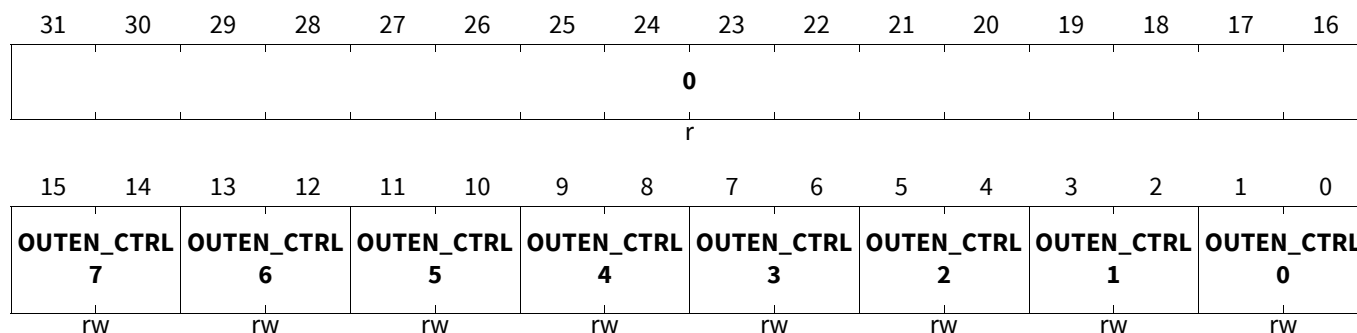 31 30 29 28 27 26 25 24 23 22 21 20 19 18 17 16
0
r
15 14 13 12 11 10 9 8 7 6 5 4 3 2 1 0
OUTEN_CTRL OUTEN_CTRL OUTEN_CTRL OUTEN_CTRL OUTEN_CTRL OUTEN_CTRL OUTEN_CTRL OUTEN_CTRL
7 6 5 4 3 2 1 0
rw rw rw rw rw rw rw rw